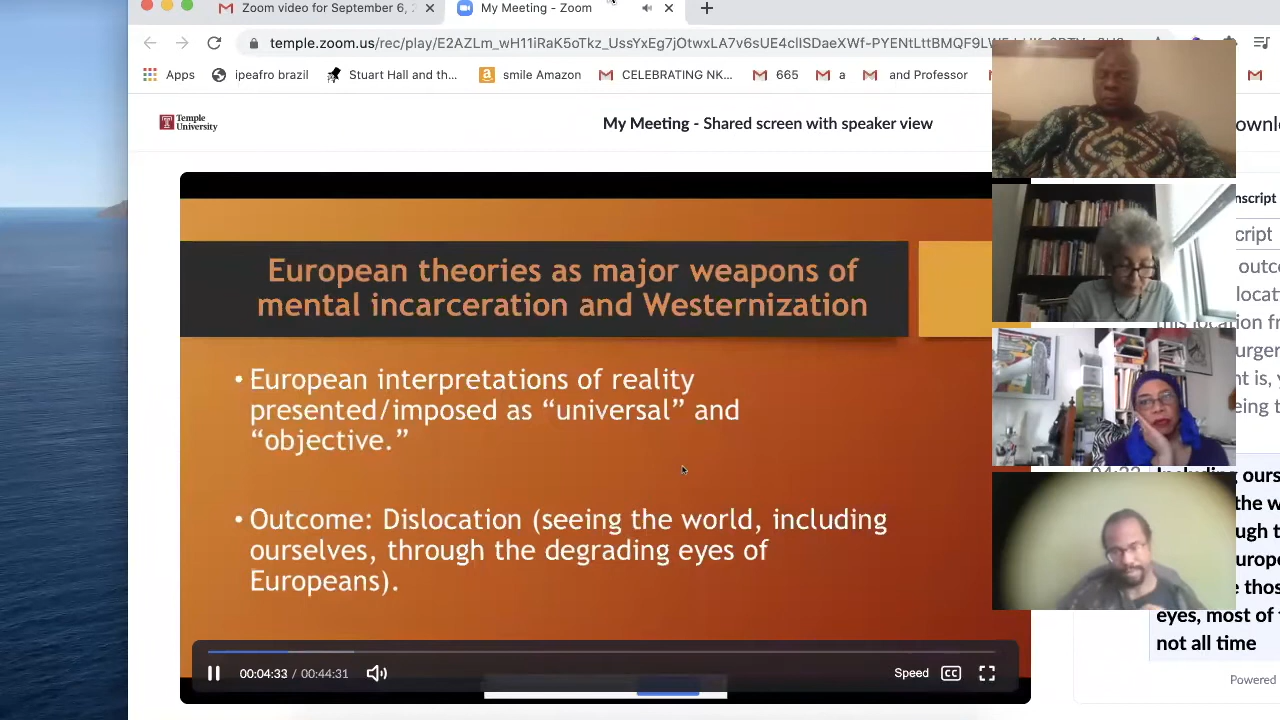 Zoom video for September 6, 2
My Meeting - Zoom
temple.zoom.us/rec/play/E2AZLm_wH11iRaK5oTkz_UssYxEg7jOtwxLA7v6sUE4clISDaeXWf-PYENtLttBMQF9L
Apps
ipeafro brazil
Stuart Hall and th...
smile Amazon
CELEBRATING NK...
665
a
and Professor
Temple
University
My Meeting - Shared screen with speaker view
European theories as major weapons of
mental incarceration and Westernization
• European interpretations of reality
presented/imposed as “universal” and
“objective.”
• Outcome: Dislocation (seeing the world, including
ourselves, through the degrading eyes of
Europeans).
00:04:33 / 00:44:31
Speed
CC
eyes, most of
not all time
Powered